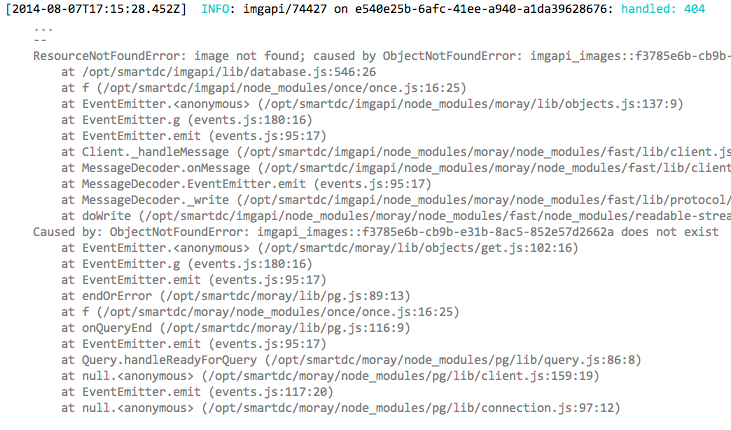 [2014-08-07T17:15:28.452Z]  INFO: imgapi/74427 on e540e25b-6afc-41ee-a940-a1da39628676: handled: 404
...
--
ResourceNotFoundError: image not found; caused by ObjectNotFoundError: imgapi_images::f3785e6b-cb9b-
at /opt/smartdc/imgapi/lib/database.js:546:26
at f (/opt/smartdc/imgapi/node_modules/once/once.js:16:25)
at EventEmitter.<anonymous> (/opt/smartdc/imgapi/node_modules/moray/lib/objects.js:137:9)
at EventEmitter.g (events.js:180:16)
at EventEmitter.emit (events.js:95:17)
at Client._handleMessage (/opt/smartdc/imgapi/node_modules/moray/node_modules/fast/lib/client.js
at MessageDecoder.onMessage (/opt/smartdc/imgapi/node_modules/moray/node_modules/fast/lib/client
at MessageDecoder.EventEmitter.emit (events.js:95:17)
at MessageDecoder._write (/opt/smartdc/imgapi/node_modules/moray/node_modules/fast/lib/protocol/
at doWrite (/opt/smartdc/imgapi/node_modules/moray/node_modules/fast/node_modules/readable-strea
Caused by: ObjectNotFoundError: imgapi_images::f3785e6b-cb9b-e31b-8ac5-852e57d2662a does not exist
at EventEmitter.<anonymous> (/opt/smartdc/moray/lib/objects/get.js:102:16)
at EventEmitter.g (events.js:180:16)
at EventEmitter.emit (events.js:95:17)
at endOrError (/opt/smartdc/moray/lib/pg.js:89:13)
at f (/opt/smartdc/moray/node_modules/once/once.js:16:25)
at onQueryEnd (/opt/smartdc/moray/lib/pg.js:116:9)
at EventEmitter.emit (events.js:95:17)
at Query.handleReadyForQuery (/opt/smartdc/moray/node_modules/pg/lib/query.js:86:8)
at null.<anonymous> (/opt/smartdc/moray/node_modules/pg/lib/client.js:159:19)
at EventEmitter.emit (events.js:117:20)
at null.<anonymous> (/opt/smartdc/moray/node_modules/pg/lib/connection.js:97:12)